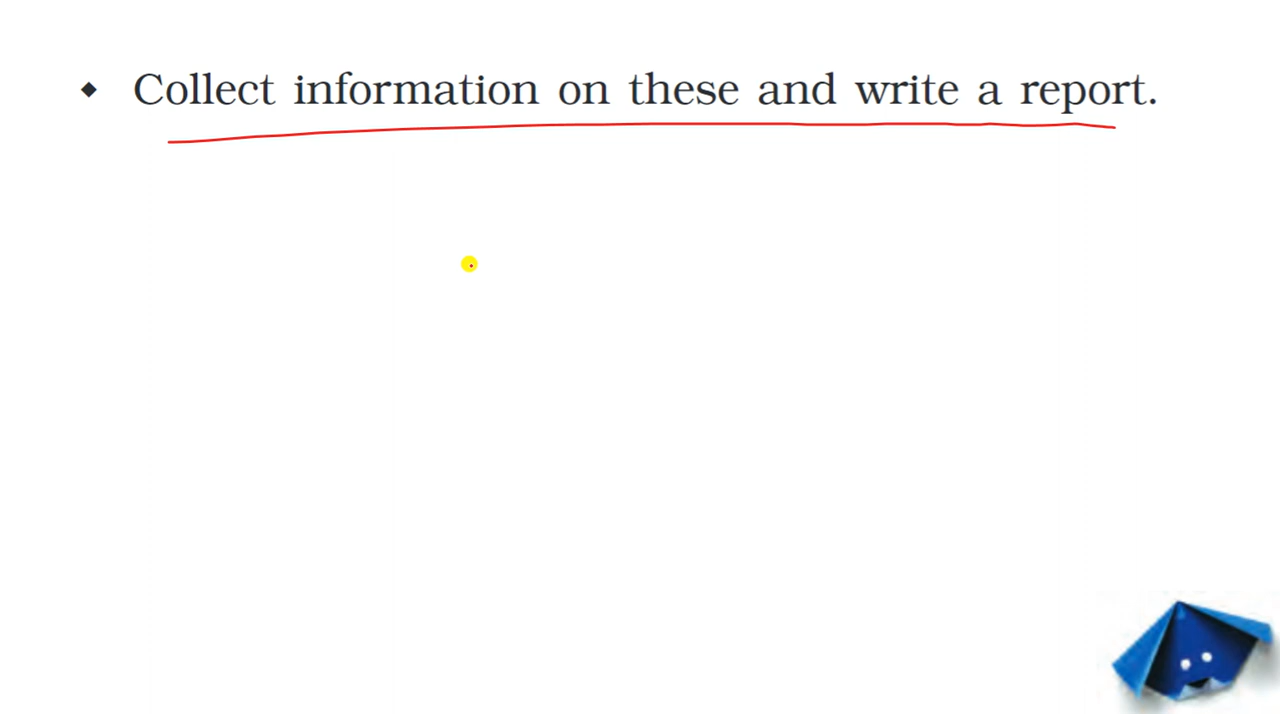 ◆ Collect information on these and write a report.